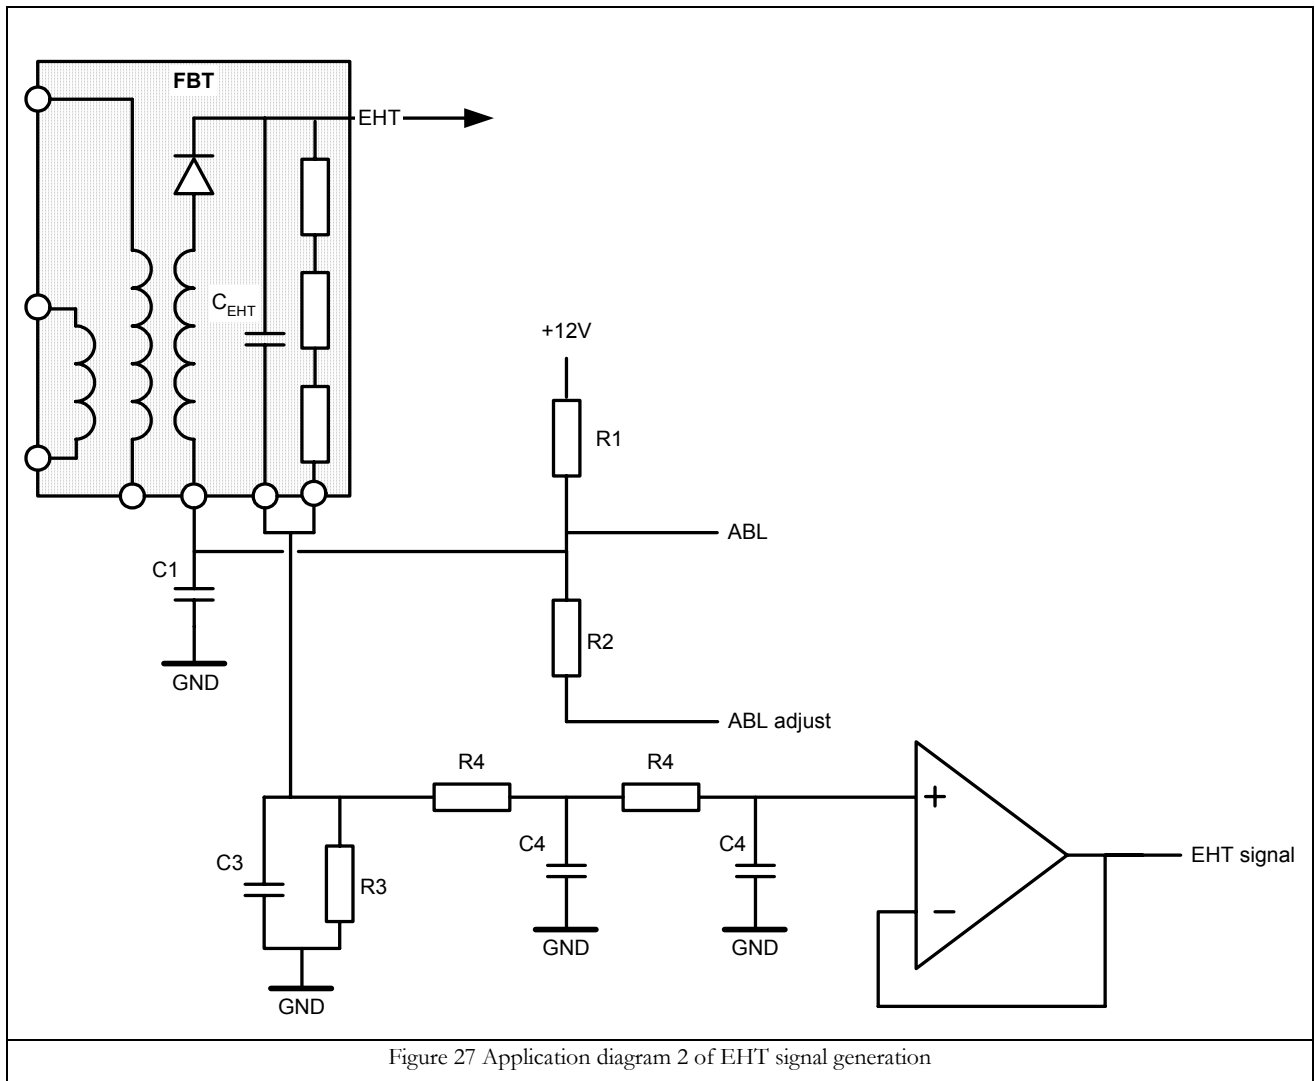 FBT
EHT
C_EHT
+12V
R1
ABL
C1
R2
GND
ABL adjust
R4
R4
+
C4
C4
C3
R3
EHT signal
−
GND
GND
GND
Figure 27 Application diagram 2 of EHT signal generation